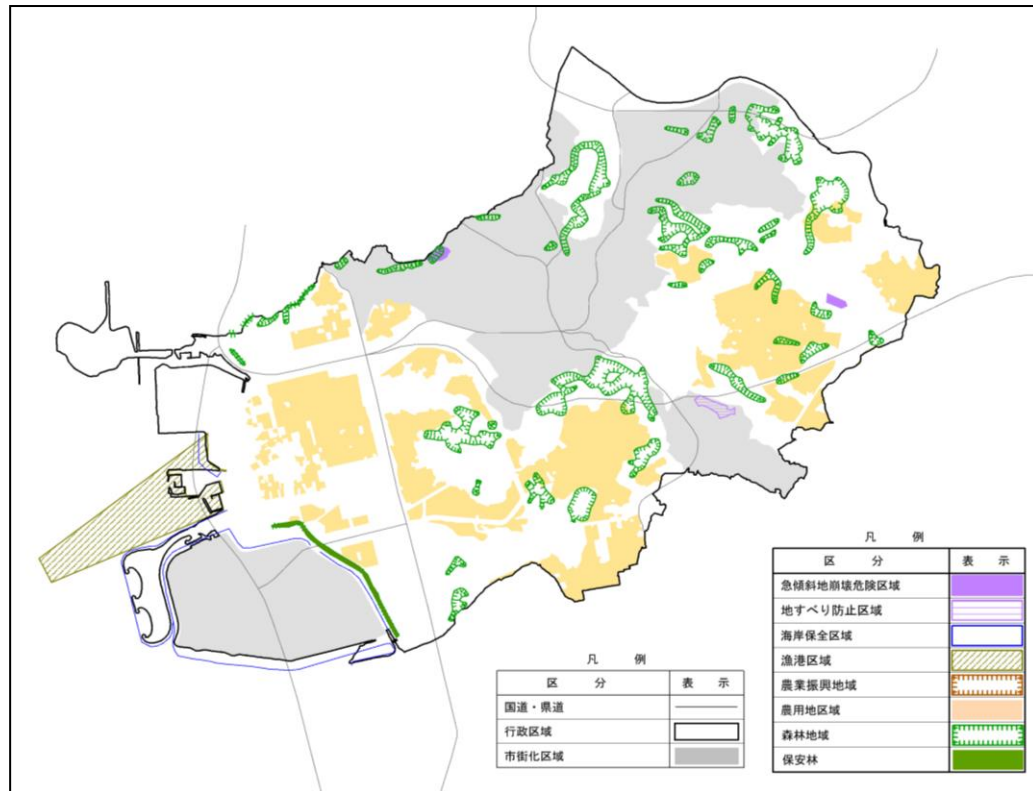 凡 例
区 分 表 示
国道・県道
行政区域
市街化区域
凡 例
区 分 表 示
急傾斜地崩壊危険区域
地すべり防止区域
海岸保全区域
漁港区域
農業振興地域
農用地区域
森林地域
保安林